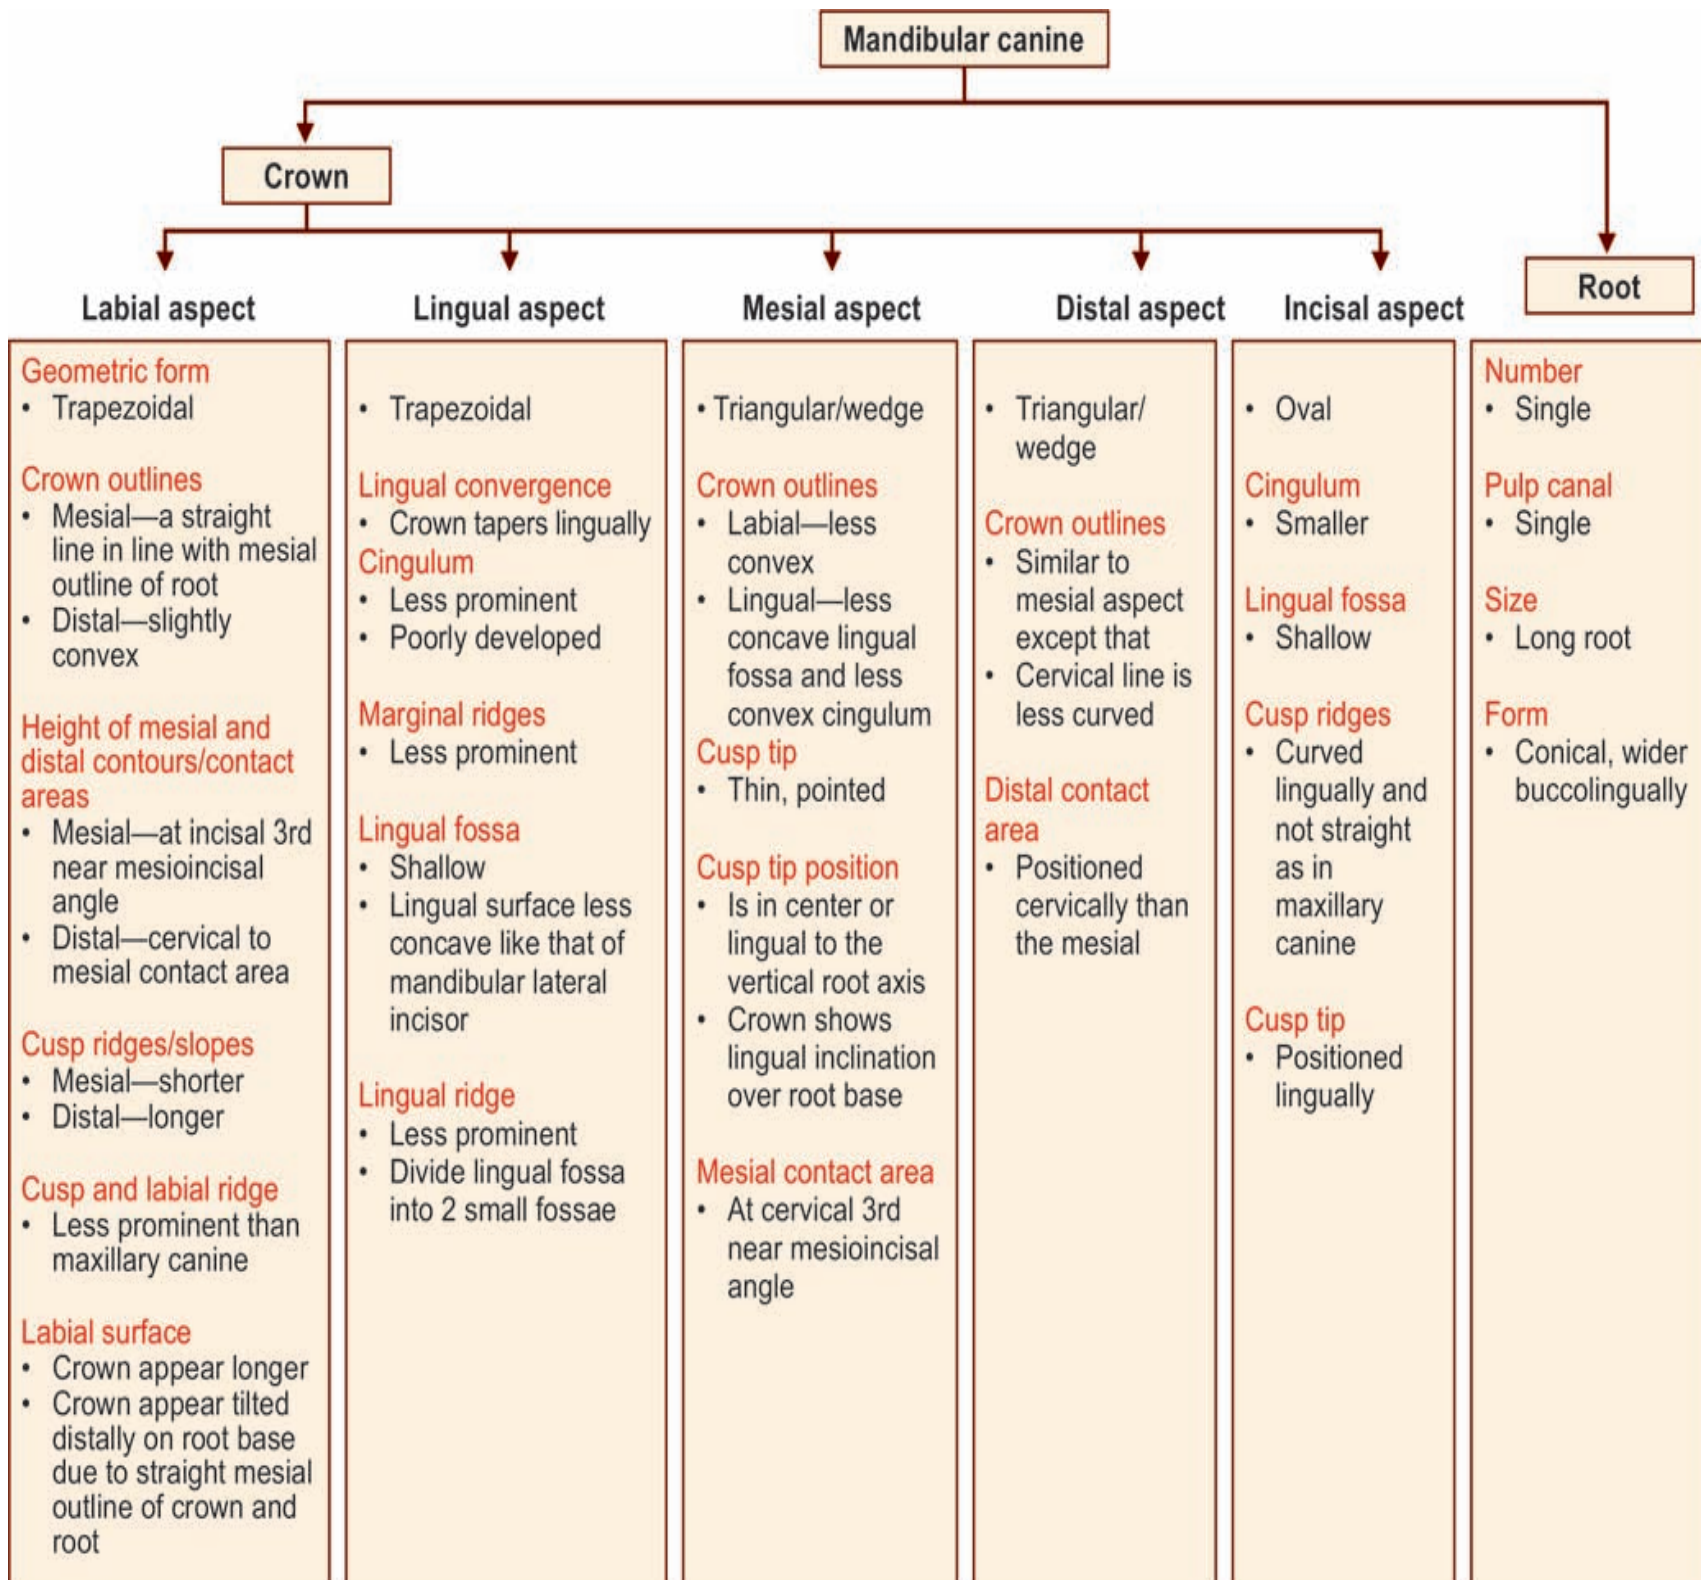 Mandibular canine
Crown
Root
Labial aspect
Geometric form
• Trapezoidal
Crown outlines
• Mesial—a straight
line in line with mesial
outline of root
• Distal—slightly
convex
Height of mesial and
distal contours/contact
areas
• Mesial—at incisal 3rd
near mesioincisal
angle
• Distal—cervical to
mesial contact area
Cusp ridges/slopes
• Mesial—shorter
• Distal—longer
Cusp and labial ridge
• Less prominent than
maxillary canine
Labial surface
• Crown appear longer
• Crown appear tilted
distally on root base
due to straight mesial
outline of crown and
root
Lingual aspect
• Trapezoidal
Lingual convergence
• Crown tapers lingually
Cingulum
• Less prominent
• Poorly developed
Marginal ridges
• Less prominent
Lingual fossa
• Shallow
• Lingual surface less
concave like that of
mandibular lateral
incisor
Lingual ridge
• Less prominent
• Divide lingual fossa
into 2 small fossae
Mesial aspect
• Triangular/wedge
Crown outlines
• Labial—less
convex
• Lingual—less
concave lingual
fossa and less
convex cingulum
Cusp tip
• Thin, pointed
Cusp tip position
• Is in center or
lingual to the
vertical root axis
• Crown shows
lingual inclination
over root base
Mesial contact area
• At cervical 3rd
near mesioincisal
angle
Distal aspect
• Triangular/
wedge
Crown outlines
• Similar to
mesial aspect
except that
• Cervical line is
less curved
Distal contact
area
• Positioned
cervically than
the mesial
Incisal aspect
• Oval
Cingulum
• Smaller
Lingual fossa
• Shallow
Cusp ridges
• Curved
lingually and
not straight
as in
maxillary
canine
Cusp tip
• Positioned
lingually
Number
• Single
Pulp canal
• Single
Size
• Long root
Form
• Conical, wider
buccolingually